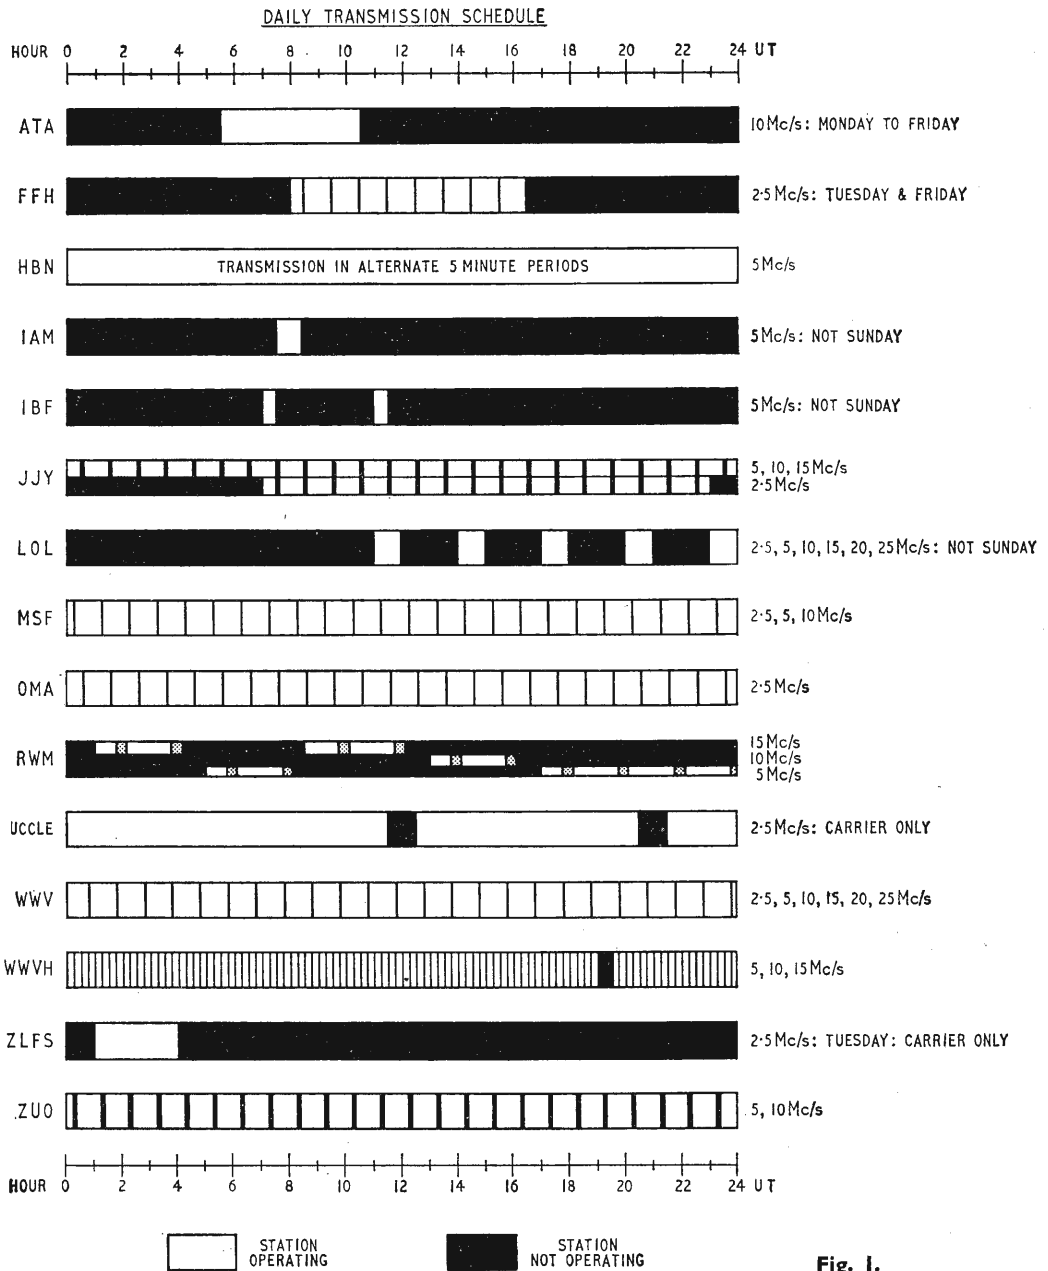 DAILY TRANSMISSION SCHEDULE
HOUR 0 2 4 6 8 10 12 14 16 18 20 22 24 UT
ATA 10Mc/s: MONDAY TO FRIDAY
FFH 2·5Mc/s: TUESDAY & FRIDAY
HBN TRANSMISSION IN ALTERNATE 5 MINUTE PERIODS 5Mc/s
IAM 5Mc/s: NOT SUNDAY
IBF 5Mc/s: NOT SUNDAY
JJY 5, 10, 15Mc/s
2·5Mc/s
LOL 2·5, 5, 10, 15, 20, 25Mc/s: NOT SUNDAY
MSF 2·5, 5, 10Mc/s
OMA 2·5Mc/s
RWM 15Mc/s
10Mc/s
5Mc/s
UCCLE 2·5Mc/s: CARRIER ONLY
WWV 2·5, 5, 10, 15, 20, 25Mc/s
WWVH 5, 10, 15Mc/s
ZLFS 2·5Mc/s: TUESDAY: CARRIER ONLY
ZUO 5, 10Mc/s
HOUR 0 2 4 6 8 10 12 14 16 18 20 22 24 UT
STATION OPERATING
STATION NOT OPERATING
Fig. 1.